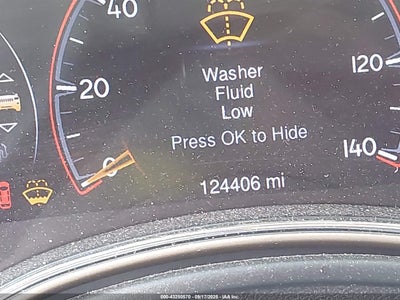 40
20
0
Washer
Fluid
Low
Press OK to Hide
120
140
124406 mi